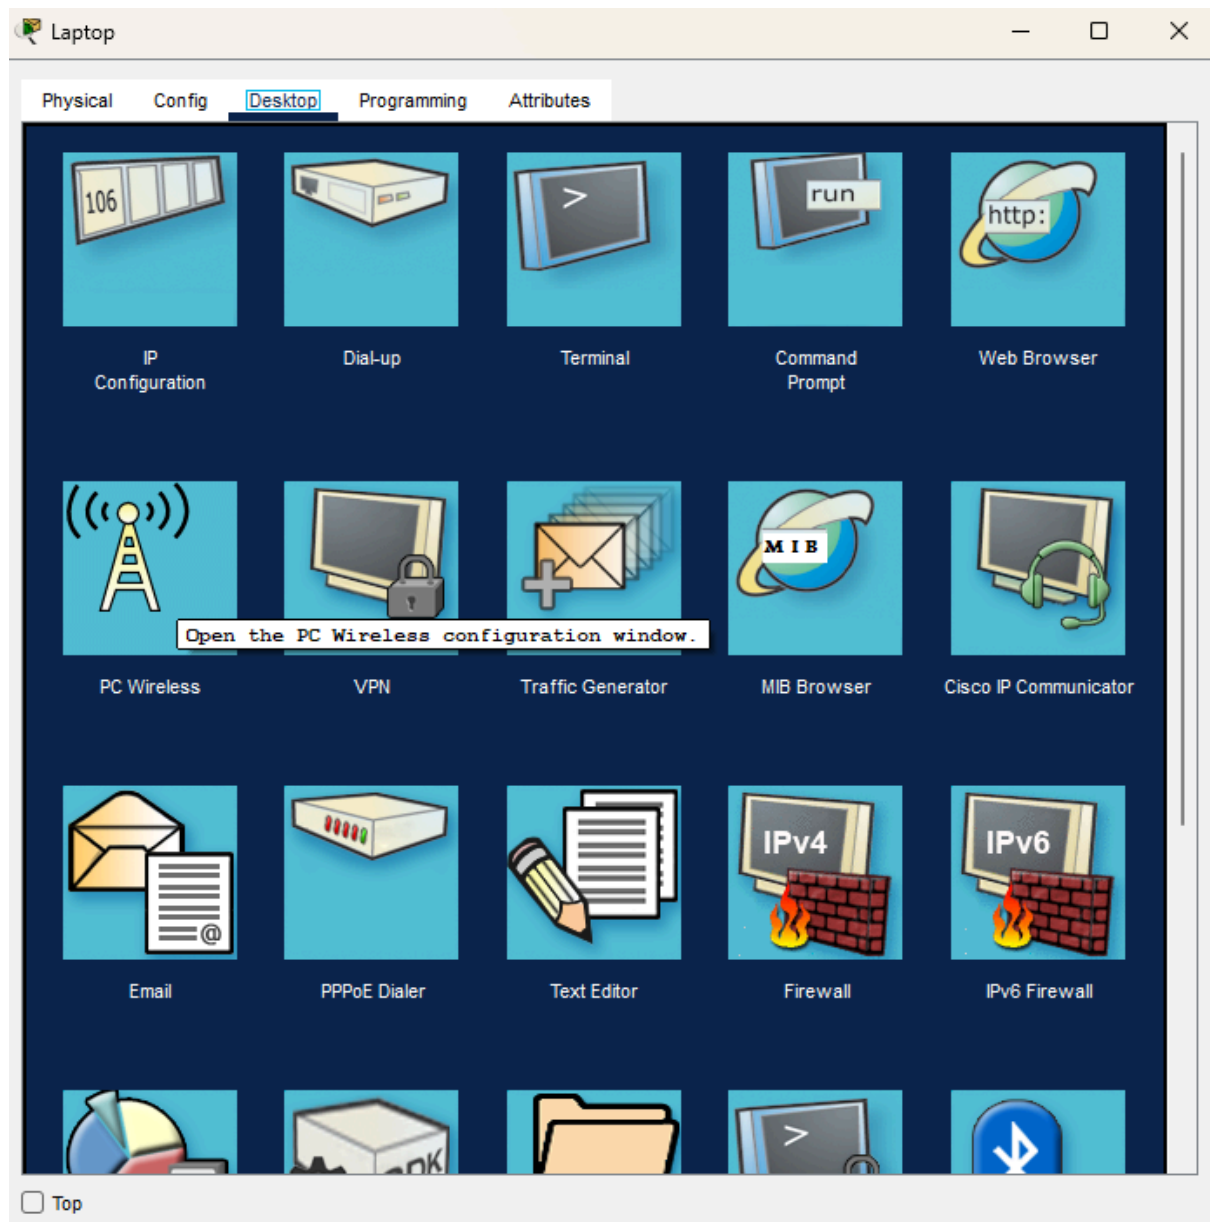 Laptop
Physical Config Desktop Programming Attributes
106
>
run
http:
IP
Configuration
Dial-up
Terminal
Command
Prompt
Web Browser
MIB
Open the PC Wireless configuration window.
PC Wireless
VPN
Traffic Generator
MIB Browser
Cisco IP Communicator
@
IPv4
IPv6
Email
PPPoE Dialer
Text Editor
Firewall
IPv6 Firewall
>
Top